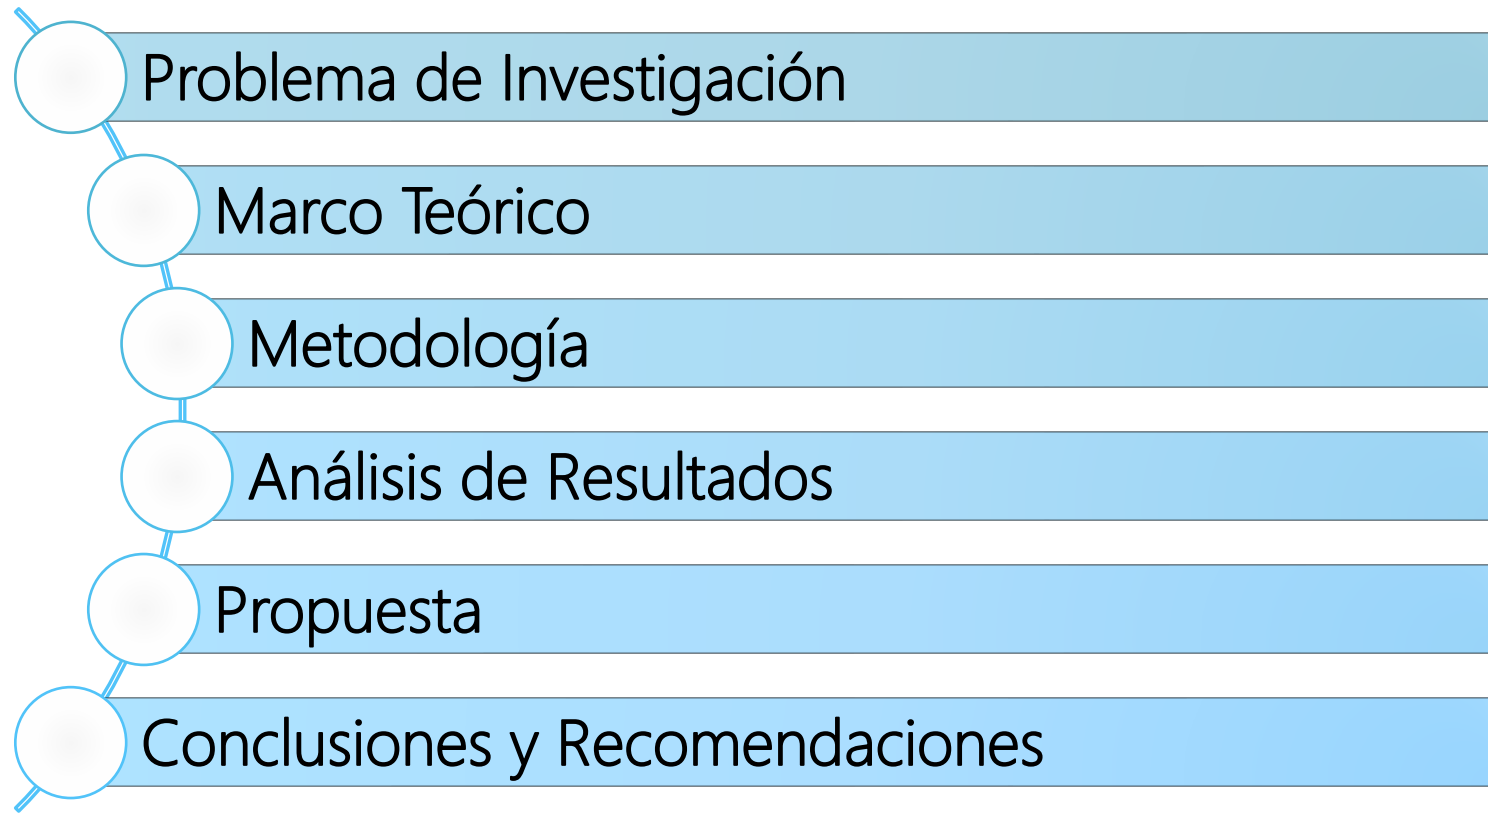 Problema de Investigación
Marco Teórico
Metodología
Análisis de Resultados
Propuesta
Conclusiones y Recomendaciones